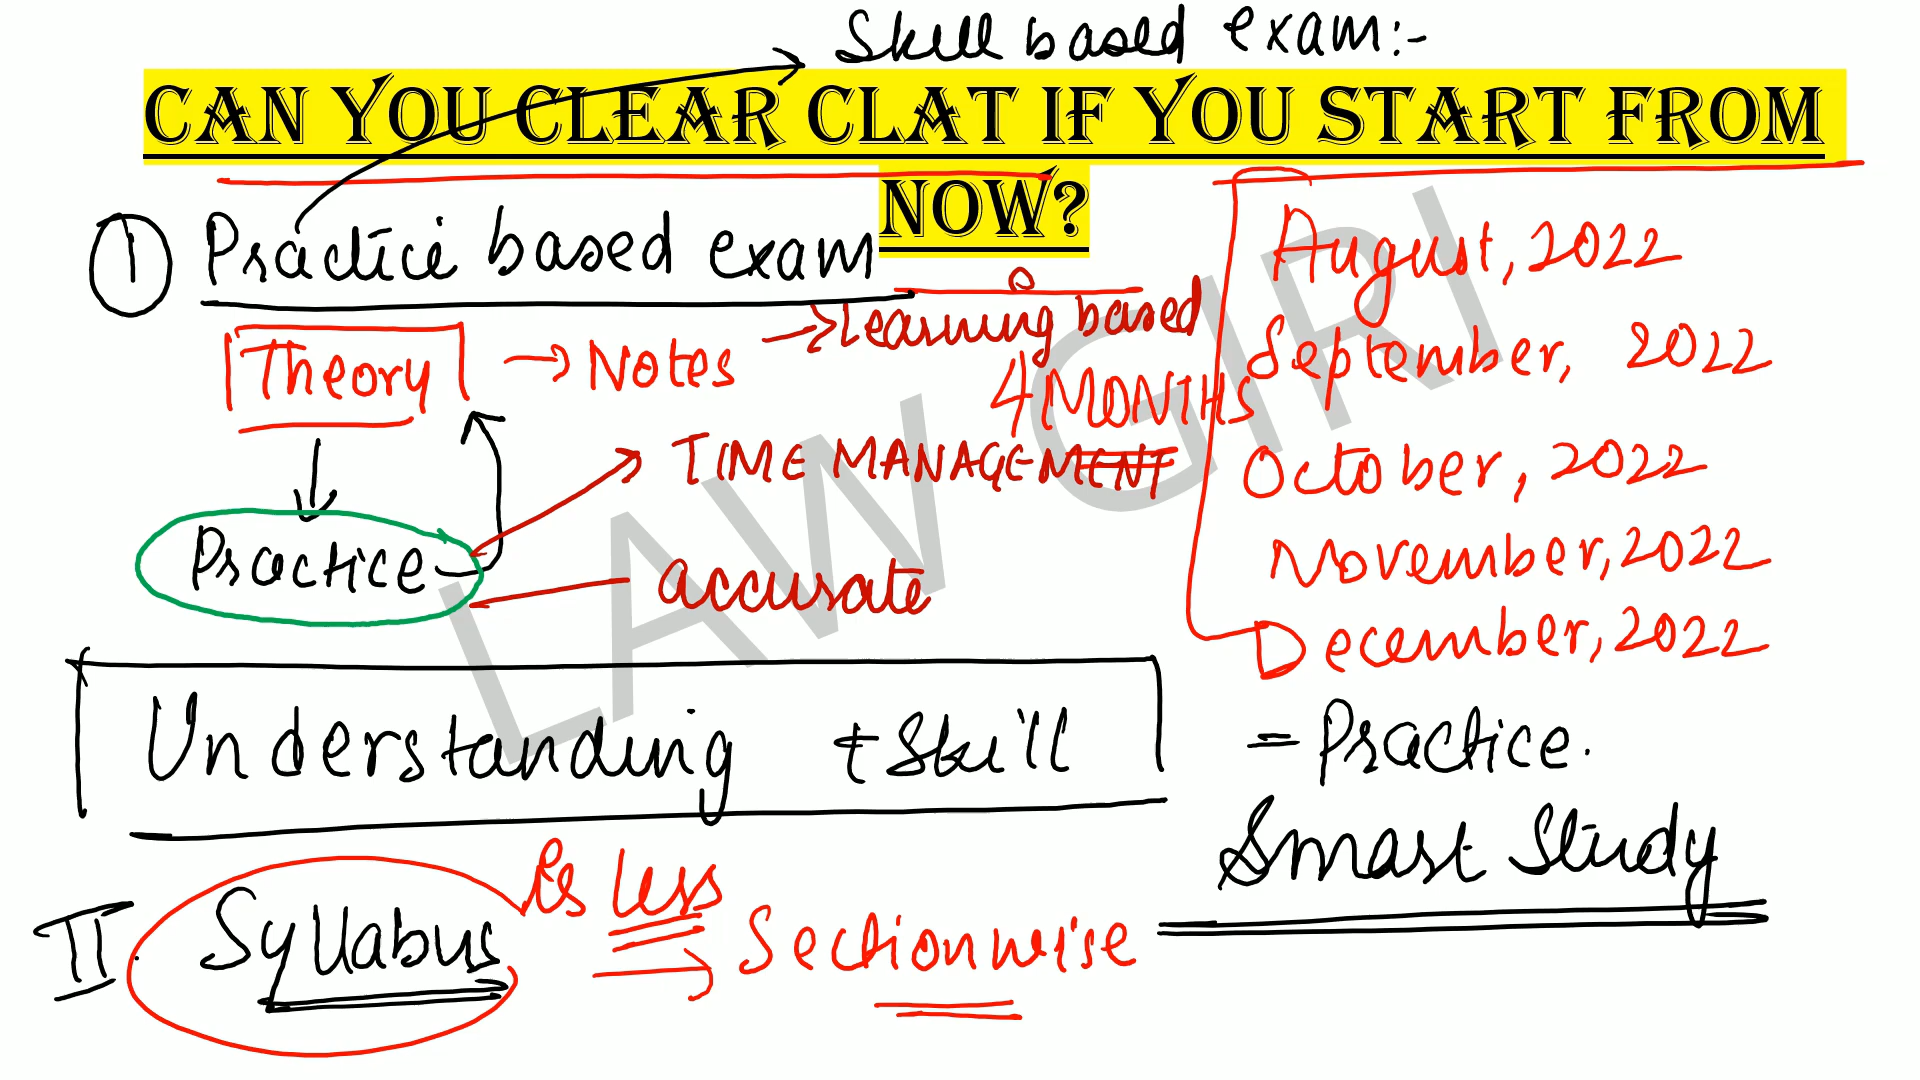 Skill based exam:-
CAN YOU CLEAR CLAT IF YOU START FROM
NOW?
① Practice based exam
Theory → Notes → Learning based
4 MONTHS
Practice
TIME MANAGEMENT
accurate
Understanding + Skill
August, 2022
September, 2022
October, 2022
November, 2022
December, 2022
= Practice.
Smart Study
II. Syllabus is less
→ Sectionwise
LAW GIRI